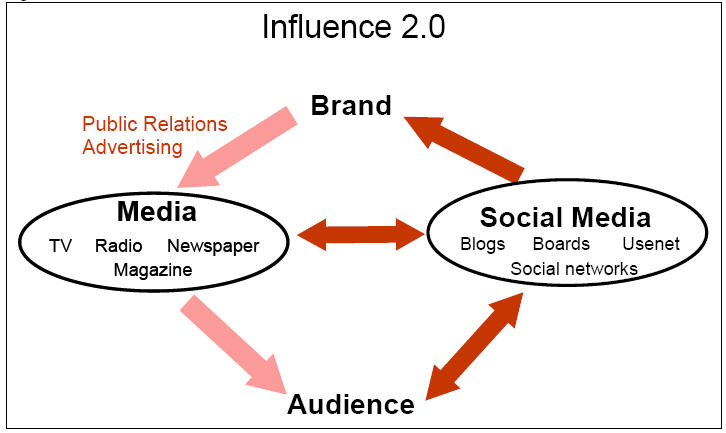 Influence 2.0
Brand
Public Relations
Advertising
Media
TV Radio Newspaper
Magazine
Social Media
Blogs Boards Usenet
Social networks
Audience